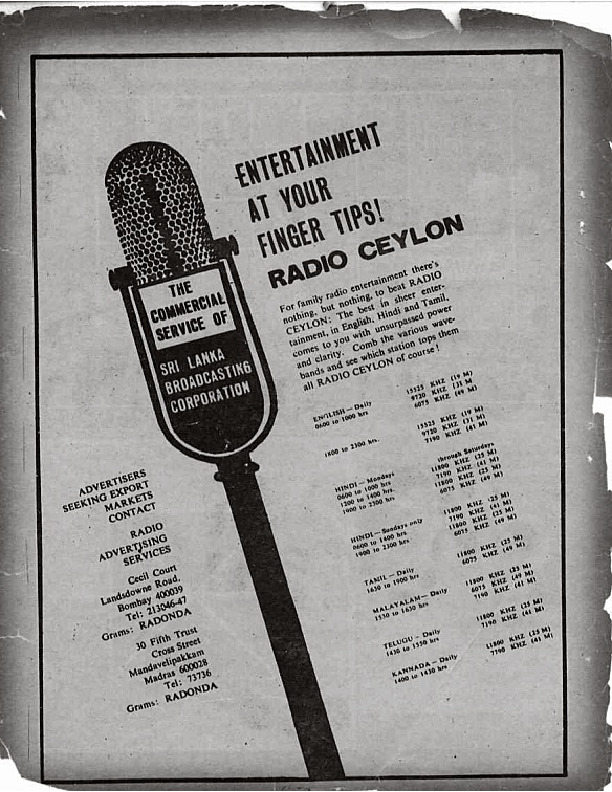 ENTERTAINMENT
AT YOUR
FINGER TIPS!
RADIO CEYLON
THE
COMMERCIAL
SERVICE OF
SRI LANKA
BROADCASTING
CORPORATION
For family radio entertainment there's
nothing, but nothing, to beat RADIO
CEYLON: The best in sheer enter-
tainment, in English, Hindi and Tamil,
comes to you with unsurpassed power
and clarity. Comb the various wave-
bands and see which station tops them
all RADIO CEYLON of course!
ENGLISH—Daily
0600 to 1000 hrs
15525 KHZ (19 M)
9720 KHZ (31 M)
6075 KHZ (49 M)
1800 to 2300 hrs.
15525 KHZ (19 M)
9720 KHZ (31 M)
7190 KHZ (41 M)
HINDI—Mondays through Saturdays
0600 to 1000 hrs
1200 to 1400 hrs
1900 to 2300 hrs
11800 KHZ (25 M)
7190 KHZ (41 M)
11800 KHZ (25 M)
6075 KHZ (49 M)
HINDI—Sundays only
0600 to 1400 hrs
1900 to 2300 hrs
11800 KHZ (25 M)
7190 KHZ (41 M)
11800 KHZ (25 M)
6075 KHZ (49 M)
TAMIL—Daily
1630 to 1900 hrs
11800 KHZ (25 M)
6075 KHZ (49 M)
MALAYALAM—Daily
1530 to 1630 hrs
11800 KHZ (25 M)
6075 KHZ (49 M)
7190 KHZ (41 M)
TELUGU—Daily
1430 to 1530 hrs
11800 KHZ (25 M)
7190 KHZ (41 M)
KANNADA—Daily
1400 to 1430 hrs
11800 KHZ (25 M)
7190 KHZ (41 M)
ADVERTISERS
SEEKING EXPORT
MARKETS
CONTACT
RADIO
ADVERTISING
SERVICES
Cecil Court
Landsdowne Road,
Bombay 400039
Tel: 213046-47
Grams: RADONDA
30 Fifth Trust
Cross Street
Mandavelipakkam
Madras 600028
Tel: 73736
Grams: RADONDA